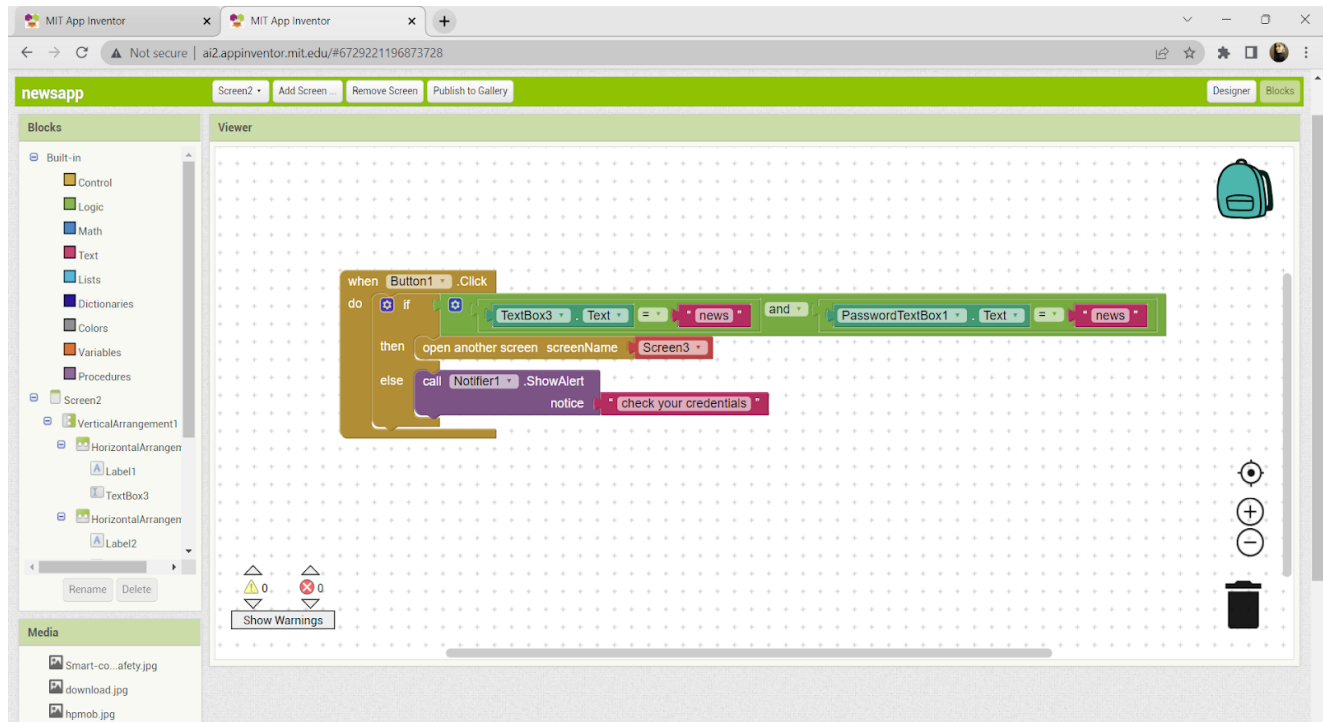 MIT App Inventor
MIT App Inventor
Not secure | ai2.appinventor.mit.edu/#6729221196873728
newsapp
Screen2
Add Screen ...
Remove Screen
Publish to Gallery
Designer
Blocks
Blocks
Viewer
Built-in
Control
Logic
Math
Text
Lists
Dictionaries
Colors
Variables
Procedures
Screen2
VerticalArrangement1
HorizontalArrangen
Label1
TextBox3
HorizontalArrangen
Label2
Rename
Delete
Media
Smart-co...afety.jpg
download.jpg
hpmob.jpg
when Button1 .Click
do if TextBox3 . Text = " news " and PasswordTextBox1 . Text = " news "
then open another screen screenName Screen3
else call Notifier1 .ShowAlert
notice " check your credentials "
0 0
Show Warnings